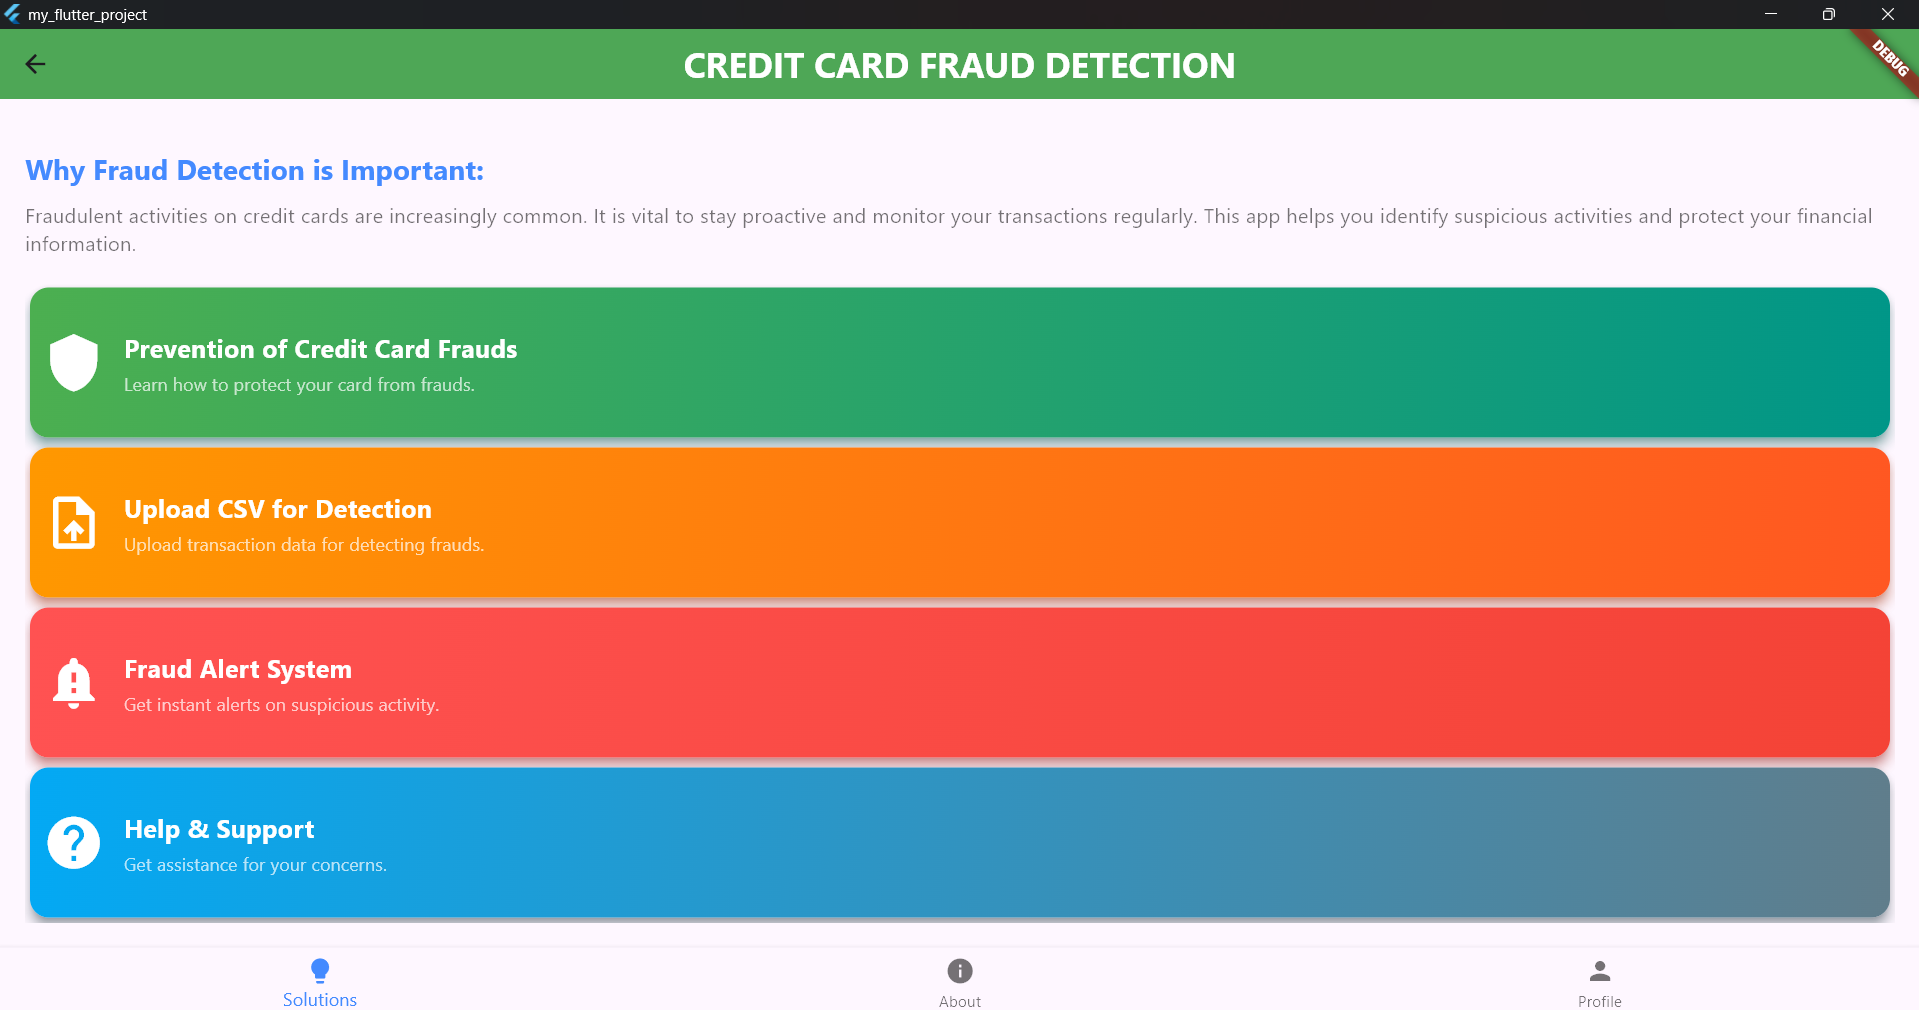 my_flutter_project
CREDIT CARD FRAUD DETECTION
DEBUG
Why Fraud Detection is Important:
Fraudulent activities on credit cards are increasingly common. It is vital to stay proactive and monitor your transactions regularly. This app helps you identify suspicious activities and protect your financial
information.
Prevention of Credit Card Frauds
Learn how to protect your card from frauds.
Upload CSV for Detection
Upload transaction data for detecting frauds.
Fraud Alert System
Get instant alerts on suspicious activity.
Help & Support
Get assistance for your concerns.
Solutions
About
Profile